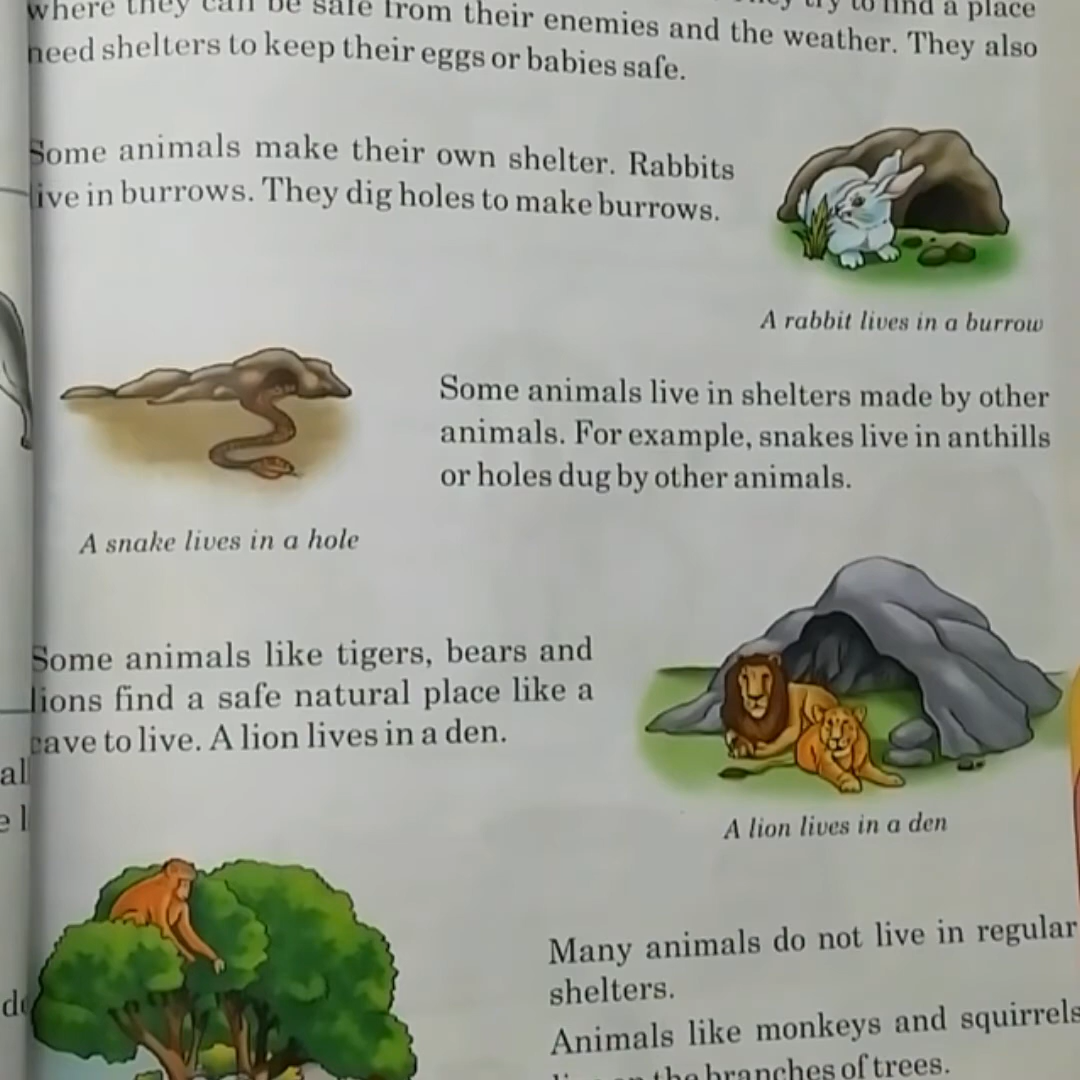 where they can be safe from their enemies and the weather. They also
try to find a place
need shelters to keep their eggs or babies safe.
Some animals make their own shelter. Rabbits
live in burrows. They dig holes to make burrows.
A rabbit lives in a burrow
Some animals live in shelters made by other
animals. For example, snakes live in anthills
or holes dug by other animals.
A snake lives in a hole
Some animals like tigers, bears and
lions find a safe natural place like a
cave to live. A lion lives in a den.
A lion lives in a den
Many animals do not live in regular
shelters.
Animals like monkeys and squirrels
the branches of trees.